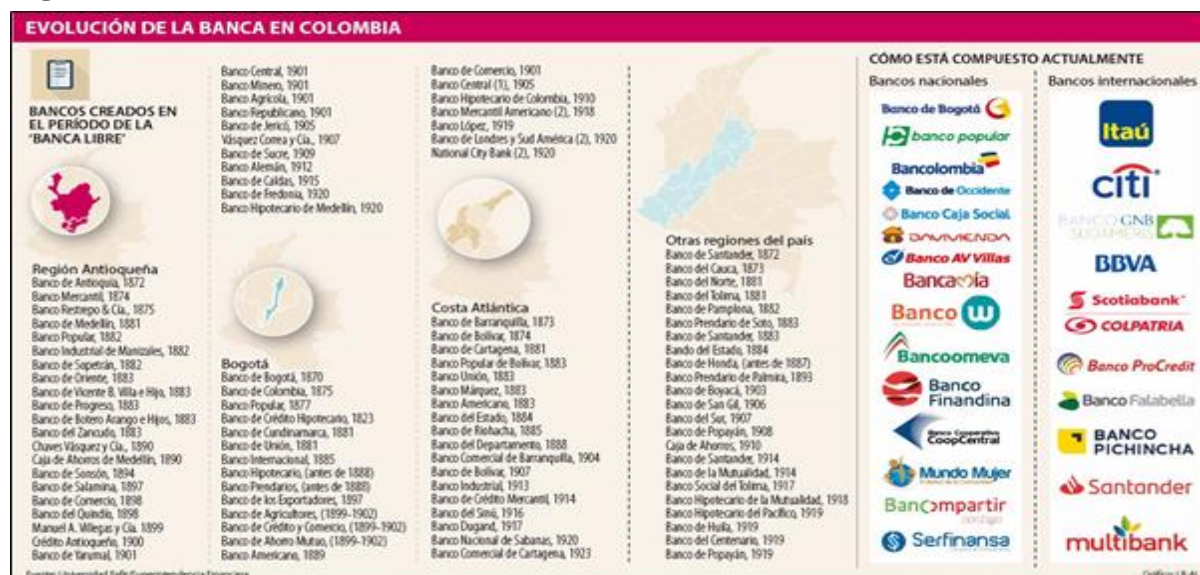 EVOLUCIÓN DE LA BANCA EN COLOMBIA
BANCOS CREADOS EN
EL PERÍODO DE LA
"BANCA LIBRE"
Región Antioqueña
Banco de Antioquia, 1872
Banco Mercantil, 1874
Banco Restrepo & Cía., 1875
Banco de Medellín, 1881
Banco Popular, 1882
Banco Industrial de Manizales, 1882
Banco de Sopetrán, 1882
Banco de Oriente, 1883
Banco de Vicente B. Villa e Hijo, 1883
Banco de Progreso, 1883
Banco de Botero Arango e Hijos, 1883
Banco del Zancudo, 1883
Chaves Vásquez y Cía., 1890
Caja de Ahorros de Medellín, 1890
Banco de Sonsón, 1894
Banco de Salamina, 1897
Banco de Comercio, 1898
Banco del Quindío, 1898
Manuel A. Villegas y Cía. 1899
Crédito Antioqueño, 1900
Banco de Yarumal, 1901
Banco Central, 1901
Banco Minero, 1901
Banco Agrícola, 1901
Banco Republicano, 1901
Banco de Jericó, 1905
Vásquez Correa y Cía., 1907
Banco de Sucre, 1909
Banco Alemán, 1912
Banco de Caldas, 1915
Banco de Fredonia, 1920
Banco Hipotecario de Medellín, 1920
Bogotá
Banco de Bogotá, 1870
Banco de Colombia, 1875
Banco Popular, 1877
Banco de Crédito Hipotecario, 1823
Banco de Cundinamarca, 1881
Banco de Unión, 1881
Banco Internacional, 1885
Banco Hipotecario, (antes de 1888)
Banco Prendarios, (antes de 1888)
Banco de los Exportadores, 1897
Banco de Agricultores, (1899-1902)
Banco de Crédito y Comercio, (1899-1902)
Banco de Ahorro Mutuo, (1899-1902)
Banco Americano, 1889
Banco de Comercio, 1901
Banco Central (1), 1905
Banco Hipotecario de Colombia, 1910
Banco Mercantil Americano (2), 1918
Banco López, 1919
Banco de Londres y Sud América (2), 1920
National City Bank (2), 1920
Costa Atlántica
Banco de Barranquilla, 1873
Banco de Bolívar, 1874
Banco de Cartagena, 1881
Banco Popular de Bolívar, 1883
Banco Unión, 1883
Banco Márquez, 1883
Banco Americano, 1883
Banco del Estado, 1884
Banco de Riohacha, 1885
Banco del Departamento, 1888
Banco Comercial de Barranquilla, 1904
Banco de Bolívar, 1907
Banco Industrial, 1913
Banco de Crédito Mercantil, 1914
Banco del Sinú, 1916
Banco Dugand, 1917
Banco Nacional de Sabanas, 1920
Banco Comercial de Cartagena, 1923
Otras regiones del país
Banco de Santander, 1872
Banco del Cauca, 1873
Banco del Norte, 1881
Banco del Tolima, 1881
Banco de Pamplona, 1882
Banco Prendario de Soto, 1883
Banco de Santander, 1883
Bando del Estado, 1884
Banco de Honda, (antes de 1887)
Banco Prendario de Palmira, 1893
Banco de Boyacá, 1903
Banco de San Gil, 1906
Banco del Sur, 1907
Banco de Popayán, 1908
Caja de Ahorros, 1910
Banco de Santander, 1914
Banco de la Mutualidad, 1914
Banco Social del Tolima, 1917
Banco Hipotecario de la Mutualidad, 1918
Banco Hipotecario del Pacífico, 1919
Banco de Huila, 1919
Banco del Centenario, 1919
Banco de Popayán, 1919
CÓMO ESTÁ COMPUESTO ACTUALMENTE
Bancos nacionales
Banco de Bogotá
banco popular
Bancolombia
Banco de Occidente
Banco Caja Social
DAVIVIENDA
Banco AV Villas
Bancamía
Banco W
Bancoomeva
Banco
Finandina
Banco Cooperativo
CoopCentral
Mundo Mujer
Bancompartir
Serfinansa
Bancos internacionales
Itaú
citi
BANCO GNB
SUDAMERIS
BBVA
Scotiabank
COLPATRIA
Banco ProCredit
Banco Falabella
BANCO
PICHINCHA
Santander
multibank
Fuente: Universidad Eafit/Superintendencia Financiera